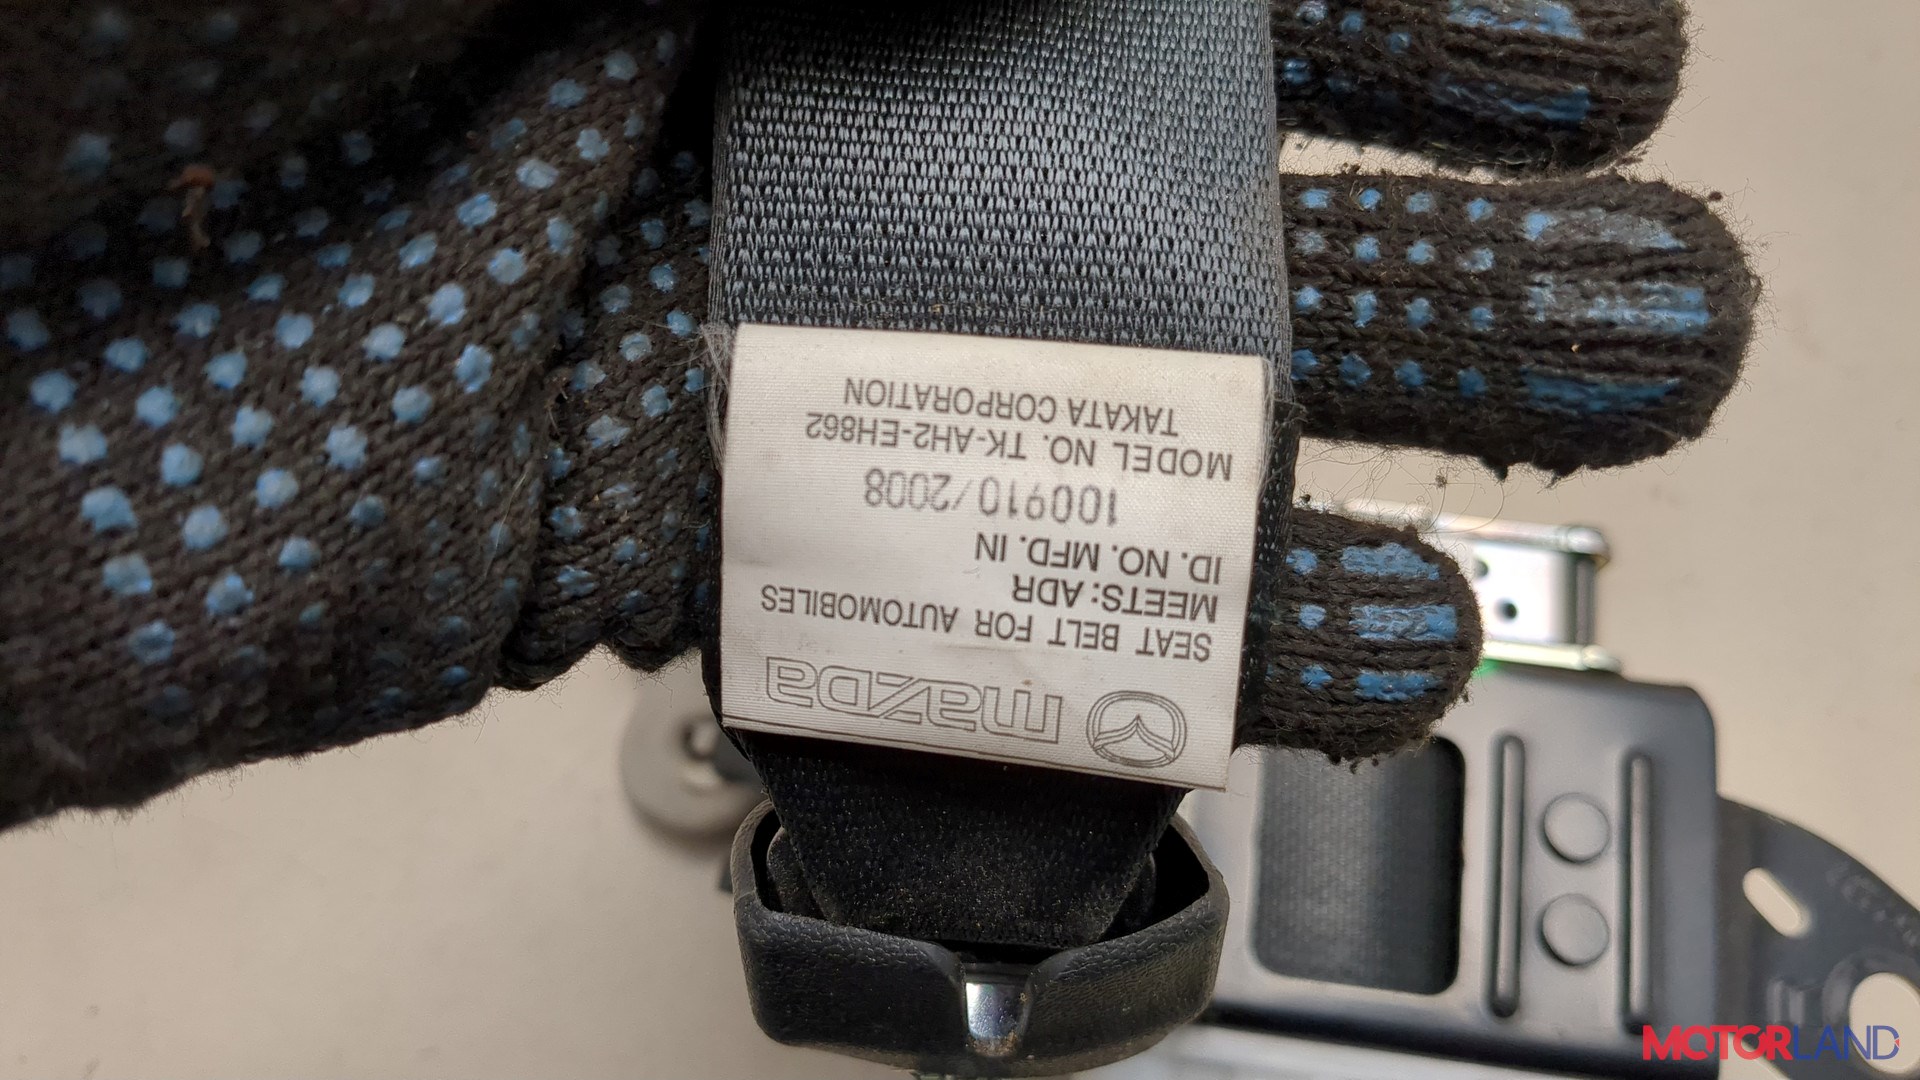 mazda
SEAT BELT FOR AUTOMOBILES
MEETS: ADR
ID. NO. MFD. IN
100910/2008
MODEL NO. TK-AH2-EH862
TAKATA CORPORATION
MOTORLAND